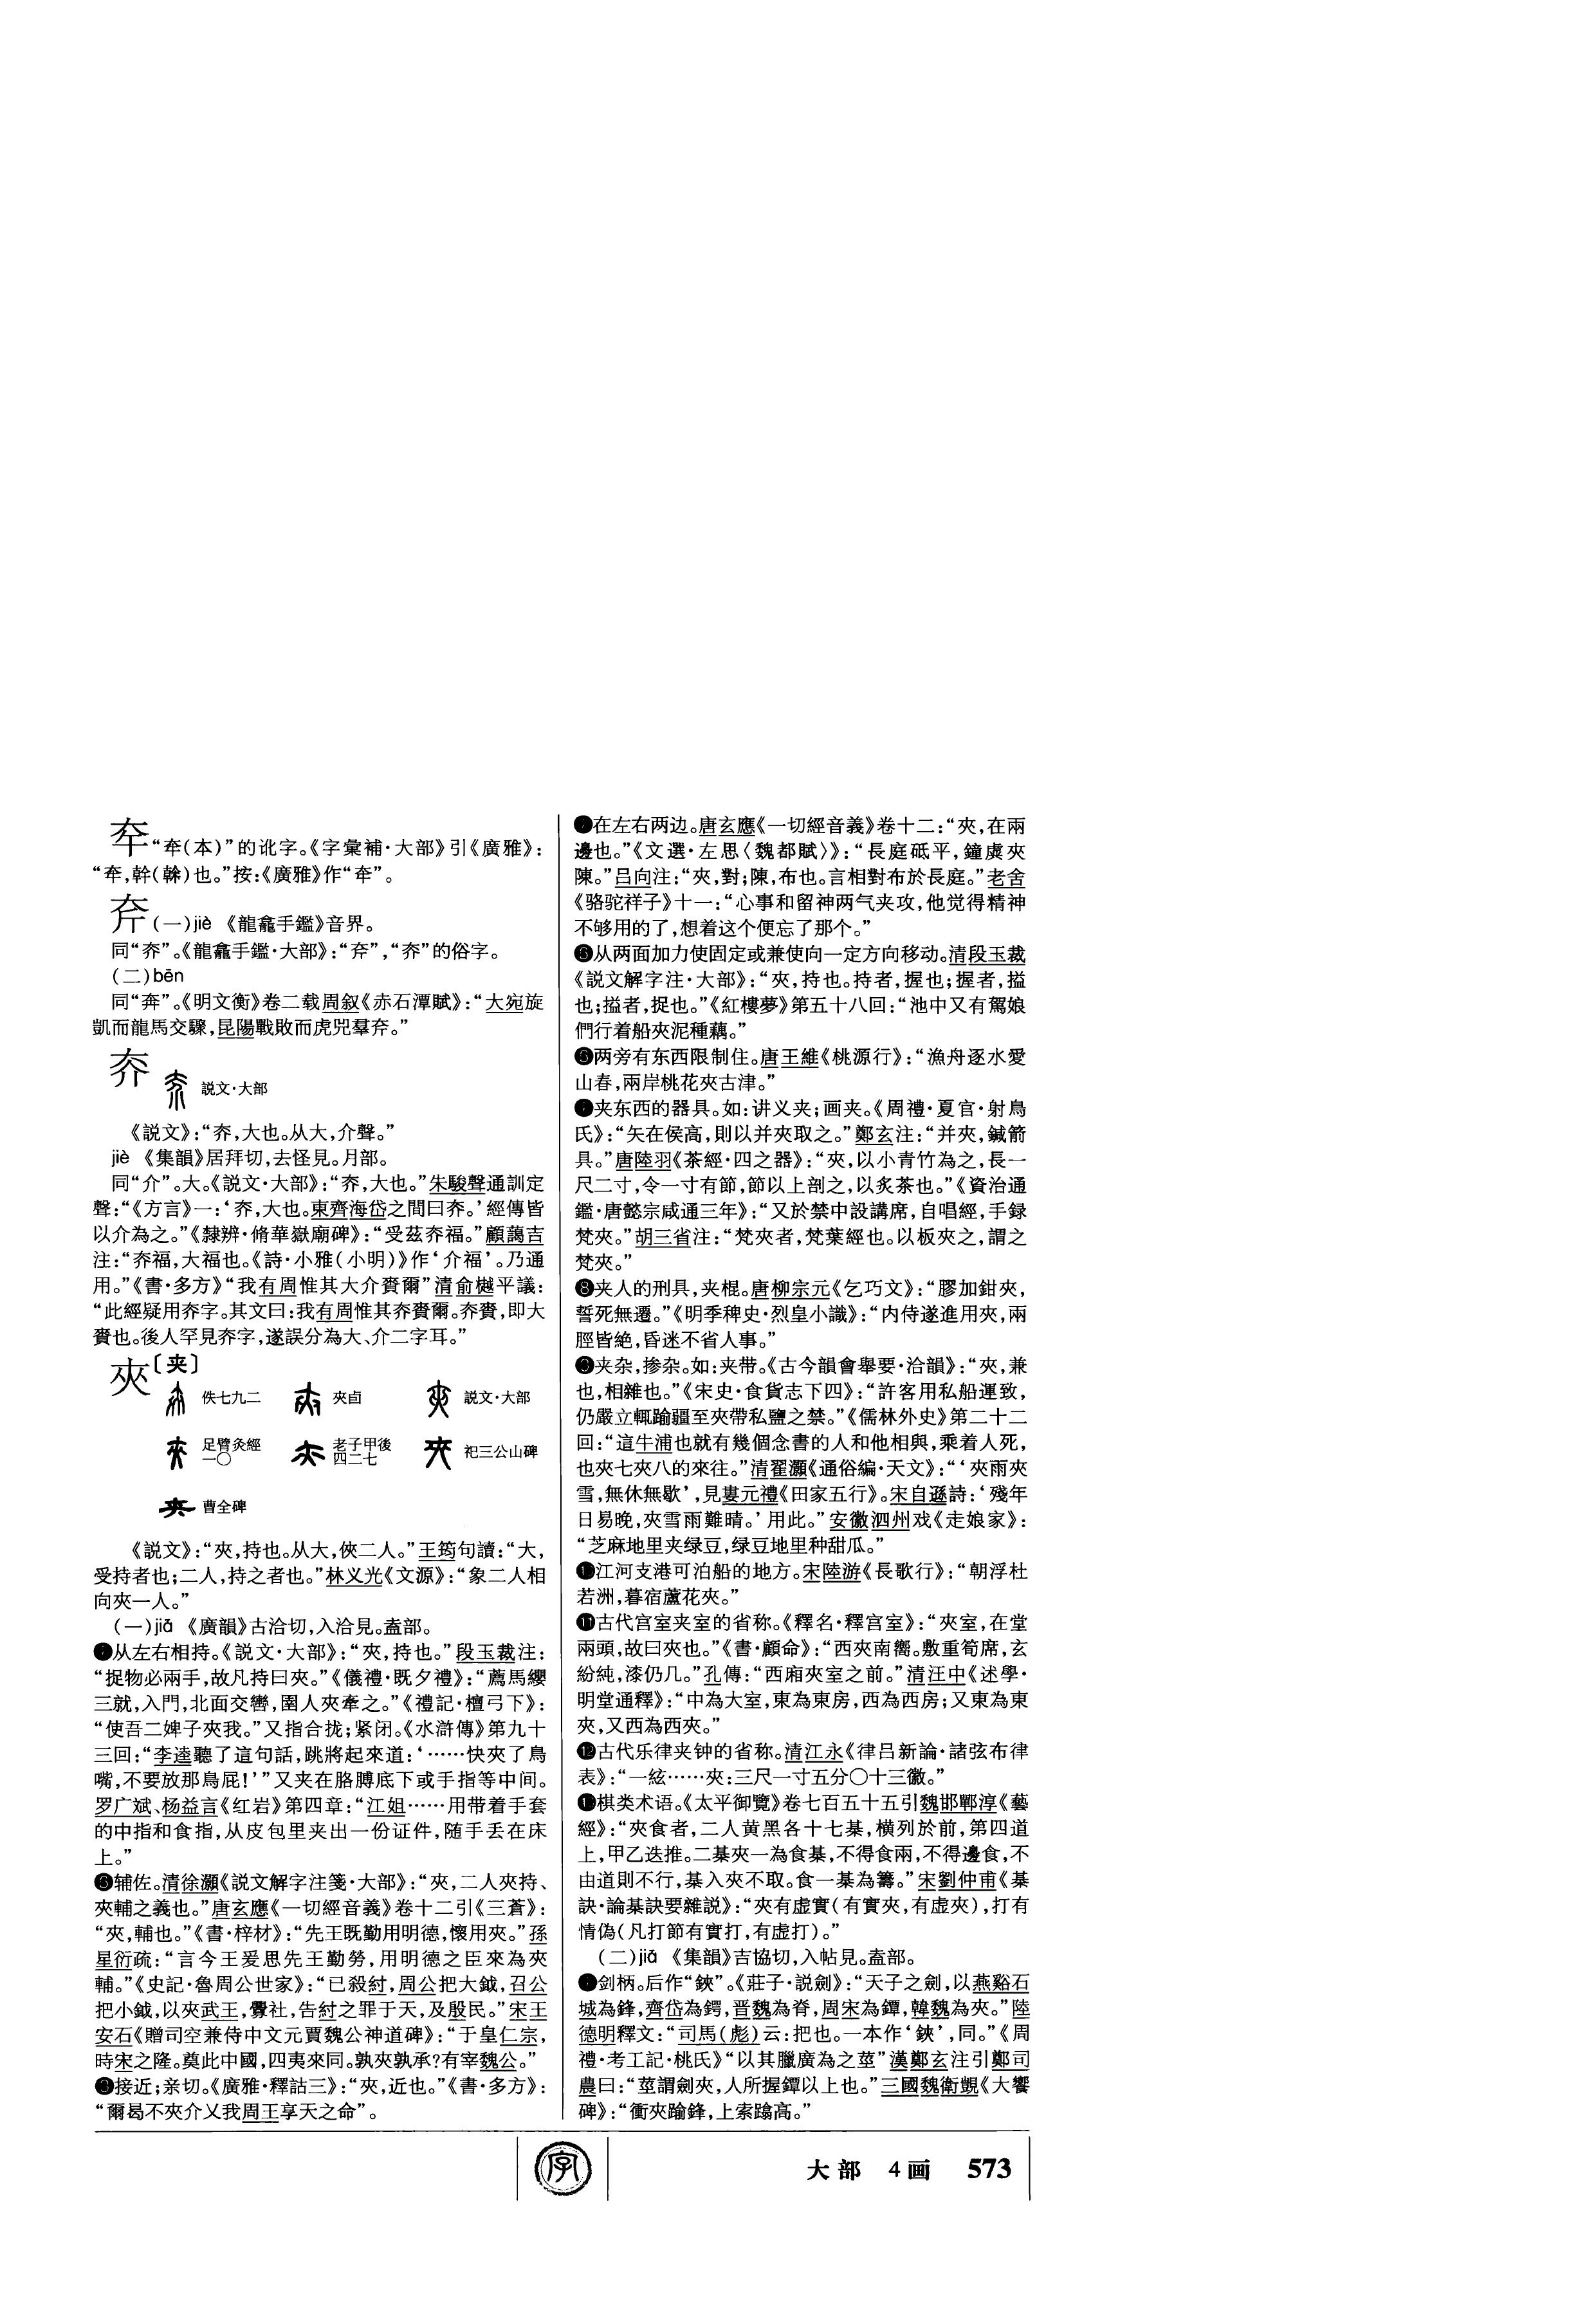 𡘤“㚏(本)”的讹字。《字彙補·大部》引《廣雅》：
“㚏,幹(榦)也。”按:《廣雅》作“㚏”。
(一)jiè 《龍龕手鑑》音界。
同“夰”。《龍龕手鑑·大部》：
的俗字。
(二)bēn
同“奔”。《明文衡》卷二载周叙《赤石潭賦》：“大宛旋
凱而龍馬交驟,昆陽戰敗而虎兕羣
説文·大部
大也。从大,介聲。”
jiè 《集韻》居拜切,去怪見。月部。
同“介”。大。《説文·大部》：
大也。”朱駿聲通訓定
聲:“《方言》一:
大也。東齊海岱之間曰
經傳皆
以介為之。”《隸辨·脩華嶽廟碑》：“受茲
福。”顧藹吉
注:
福,大福也。《詩·小雅(小明)》作‘介福’。乃通
用。”《書·多方》“我有周惟其大介賚爾”清俞樾平議:
“此經疑用
字。其文曰:我有周惟其
賚爾。
賚,即大
賚也。後人罕見
字,遂誤分為大、介二字耳。”
夾〔夹〕
佚七九二 夾卣 説文·大部
足臂灸經一〇 老子甲後四二七 祀三公山碑
曹全碑
《説文》：“夾,持也。从大,俠二人。”王筠句讀:“大,
受持者也;二人,持之者也。”林义光《文源》：“象二人相
向夾一人。”
(一)jiā 《廣韻》古洽切,入洽見。盍部。
从左右相持。《説文·大部》：“夾,持也。”段玉裁注:
“捉物必兩手,故凡持曰夾。”《儀禮·既夕禮》：“薦馬纓
三就,入門,北面交轡,圉人夾牽之。”《禮記·檀弓下》：
“使吾二婢子夾我。”又指合拢;紧闭。《水滸傳》第九十
三回:“李逵聽了這句話,跳將起來道:‘……快夾了鳥
嘴,不要放那鳥屁!’”又夹在胳膊底下或手指等中间。
罗广斌、杨益言《红岩》第四章:“江姐……用带着手套
的中指和食指,从皮包里夹出一份证件,随手丢在床
上。”
辅佐。清徐灝《説文解字注箋·大部》：“夾,二人夾持、
夾輔之義也。”唐玄應《一切經音義》卷十二引《三蒼》：
“夾,輔也。”《書·梓材》：“先王既勤用明德,懷用夾。”孫
星衍疏:“言今王爰思先王勤勞,用明德之臣來為夾
輔。”《史記·魯周公世家》：“已殺紂,周公把大鉞,召公
把小鉞,以夾武王,釁社,告紂之罪于天,及殷民。”宋王
安石《贈司空兼侍中文元賈魏公神道碑》：“于皇仁宗,
時宋之隆。奠此中國,四夷來同。孰夾孰承?有宰魏公。”
接近;亲切。《廣雅·釋詁三》：“夾,近也。”《書·多方》：
“爾曷不夾介乂我周王享天之命”。
在左右两边。唐玄應《一切經音義》卷十二:“夾,在兩
邊也。”《文選·左思〈魏都賦〉》：“長庭砥平,鐘虡夾
陳。”吕向注:“夾,對;陳,布也。言相對布於長庭。”老舍
《骆驼祥子》十一:“心事和留神两气夹攻,他觉得精神
不够用的了,想着这个便忘了那个。”
从两面加力使固定或兼使向一定方向移动。清段玉裁
《説文解字注·大部》：“夾,持也。持者,握也;握者,搤
也;搤者,捉也。”《紅樓夢》第五十八回:“池中又有駕娘
們行着船夾泥種藕。”
两旁有东西限制住。唐王維《桃源行》：“漁舟逐水愛
山春,兩岸桃花夾古津。”
夹东西的器具。如:讲义夹;画夹。《周禮·夏官·射鳥
氏》：“矢在侯高,則以并夾取之。”鄭玄注:“并夾,鍼箭
具。”唐陸羽《茶經·四之器》：“夾,以小青竹為之,長一
尺二寸,令一寸有節,節以上剖之,以炙茶也。”《資治通
鑑·唐懿宗咸通三年》：“又於禁中設講席,自唱經,手録
梵夾。”胡三省注:“梵夾者,梵葉經也。以板夾之,謂之
梵夾。”
❽夹人的刑具,夹棍。唐柳宗元《乞巧文》：“膠加鉗夾,
誓死無遷。”《明季稗史·烈皇小識》：“内侍遂進用夾,兩
脛皆絶,昏迷不省人事。”
夹杂,掺杂。如:夹带。《古今韻會舉要·洽韻》：“夾,兼
也,相雜也。”《宋史·食貨志下四》：“許客用私船運致,
仍嚴立輒踰疆至夾帶私鹽之禁。”《儒林外史》第二十二
回:“這牛浦也就有幾個念書的人和他相與,乘着人死,
也夾七夾八的來往。”清翟灝《通俗編·天文》：“‘夾雨夾
雪,無休無歇’,見婁元禮《田家五行》。宋自遜詩:‘殘年
日易晚,夾雪雨難晴。’用此。”安徽泗州戏《走娘家》：
“芝麻地里夹绿豆,绿豆地里种甜瓜。”
江河支港可泊船的地方。宋陸游《長歌行》：“朝浮杜
若洲,暮宿蘆花夾。”
⓫古代宫室夹室的省称。《釋名·釋宫室》：“夾室,在堂
兩頭,故曰夾也。”《書·顧命》：“西夾南嚮。敷重筍席,玄
紛純,漆仍几。”孔傳:“西廂夾室之前。”清汪中《述學·
明堂通釋》：“中為大室,東為東房,西為西房;又東為東
夾,又西為西夾。”
⓬古代乐律夹钟的省称。清江永《律吕新論·諸弦布律
表》：“一絃……夾:三尺一寸五分〇十三徽。”
棋类术语。《太平御覽》卷七百五十五引魏邯鄲淳《藝
經》：“夾食者,二人黄黑各十七棊,横列於前,第四道
上,甲乙迭推。二棊夾一為食棊,不得食兩,不得邊食,不
由道則不行,棊入夾不取。食一棊為籌。”宋劉仲甫《棊
訣·論棊訣要雜説》：“夾有虚實(有實夾,有虚夾),打有
情偽(凡打節有實打,有虚打)。”
(二)jiā 《集韻》吉協切,入帖見。盍部。
剑柄。后作“鋏”。《莊子·説劍》：“天子之劍,以燕谿石
城為鋒,齊岱為鍔,晋魏為脊,周宋為鐔,韓魏為夾。”陸
德明釋文:“司馬(彪)云:把也。一本作‘鋏’,同。”《周
禮·考工記·桃氏》“以其臘廣為之莖”漢鄭玄注引鄭司
農曰:“莖謂劍夾,人所握鐔以上也。”三國魏衛覬《大饗
碑》：“衝夾踰鋒,上索蹹高。”
字
大部 4画 573